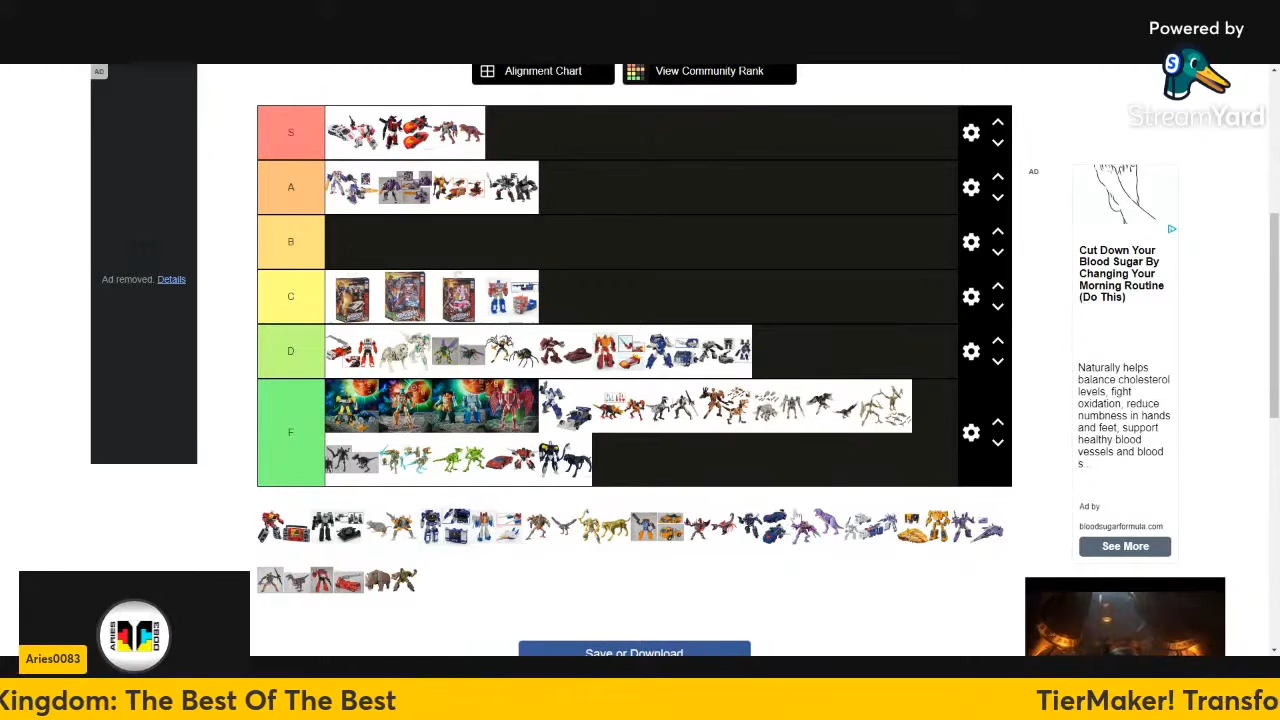 Powered by
StreamYard
AD
Alignment Chart
View Community Rank
S
A
B
C
D
F
Ad removed. Details
AD
Cut Down Your
Blood Sugar By
Changing Your
Morning Routine
(Do This)
Naturally helps
balance cholesterol
levels, fight
oxidation, reduce
numbness in hands
and feet, support
healthy blood
vessels and blood
s...
Ad by
bloodsugarformula.com
See More
Save or Download
ARIES
0083
Aries0083
Kingdom: The Best Of The Best
TierMaker! Transfo